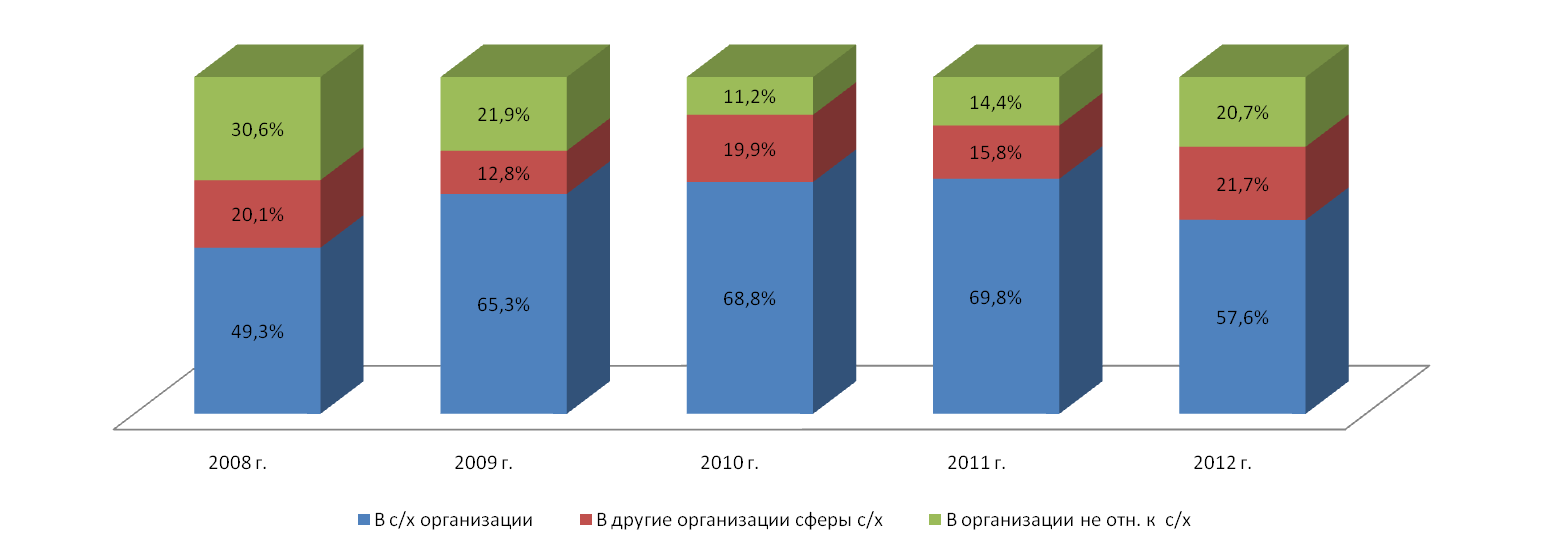 30,6% 21,9% 11,2% 14,4% 20,7%
20,1% 12,8% 19,9% 15,8% 21,7%
49,3% 65,3% 68,8% 69,8% 57,6%
2008 г. 2009 г. 2010 г. 2011 г. 2012 г.
В с/х организации В другие организации сферы с/х В организации не отн. к с/х